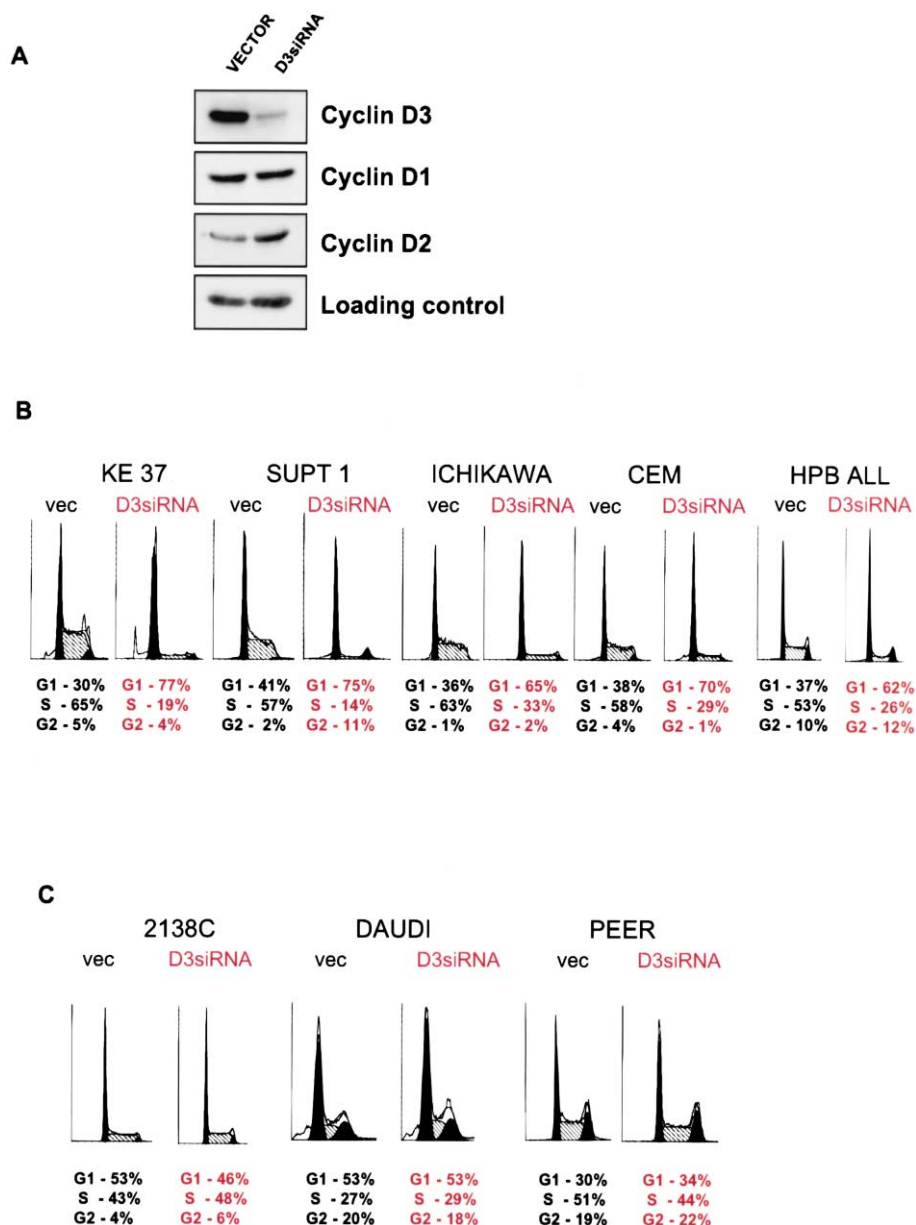 A
VECTOR D3siRNA
Cyclin D3
Cyclin D1
Cyclin D2
Loading control
B
KE 37 SUPT 1 ICHIKAWA CEM HPB ALL
vec D3siRNA vec D3siRNA vec D3siRNA vec D3siRNA vec D3siRNA
G1 - 30% G1 - 77% G1 - 41% G1 - 75% G1 - 36% G1 - 65% G1 - 38% G1 - 70% G1 - 37% G1 - 62%
S - 65% S - 19% S - 57% S - 14% S - 63% S - 33% S - 58% S - 29% S - 53% S - 26%
G2 - 5% G2 - 4% G2 - 2% G2 - 11% G2 - 1% G2 - 2% G2 - 4% G2 - 1% G2 - 10% G2 - 12%
C
2138C DAUDI PEER
vec D3siRNA vec D3siRNA vec D3siRNA
G1 - 53% G1 - 46% G1 - 53% G1 - 53% G1 - 30% G1 - 34%
S - 43% S - 48% S - 27% S - 29% S - 51% S - 44%
G2 - 4% G2 - 6% G2 - 20% G2 - 18% G2 - 19% G2 - 22%